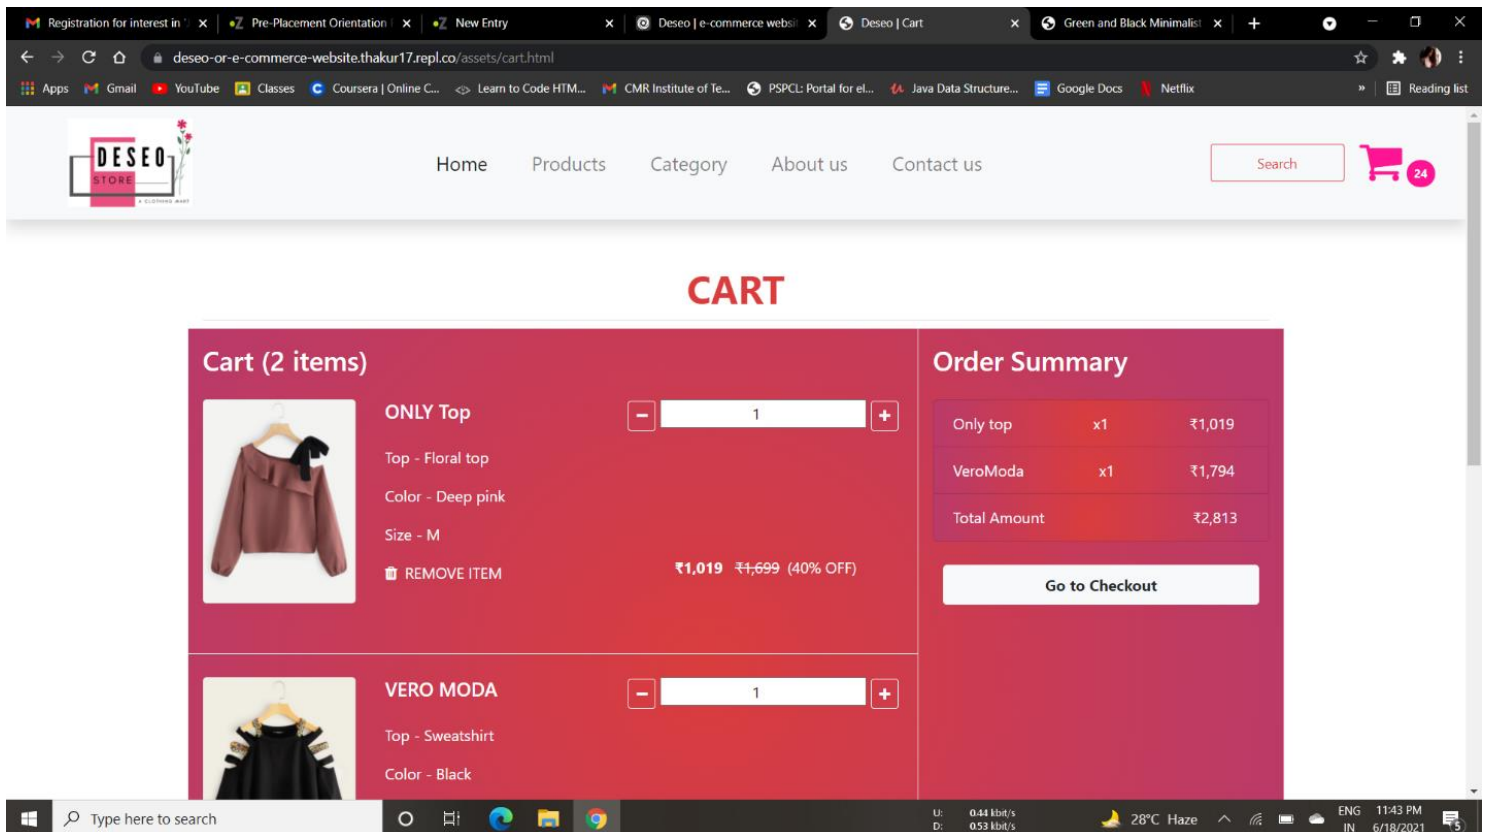 Registration for interest in 'J
Pre-Placement Orientation
New Entry
Deseo | e-commerce websit
Deseo | Cart
Green and Black Minimalist
deseo-or-e-commerce-website.thakur17.repl.co/assets/cart.html
Apps Gmail YouTube Classes Coursera | Online C... Learn to Code HTM... CMR Institute of Te... PSPCL: Portal for el... Java Data Structure... Google Docs Netflix » Reading list
DESEO
STORE
A CLOTHING MART
Home Products Category About us Contact us
Search
24
CART
Cart (2 items)
ONLY Top
- 1 +
Top - Floral top
Color - Deep pink
Size - M
REMOVE ITEM
₹1,019 ₹1,699 (40% OFF)
VERO MODA
- 1 +
Top - Sweatshirt
Color - Black
Order Summary
Only top x1 ₹1,019
VeroModa x1 ₹1,794
Total Amount ₹2,813
Go to Checkout
Type here to search
U: 0.44 kbit/s
D: 0.53 kbit/s
28°C Haze
ENG
IN
11:43 PM
6/18/2021
5